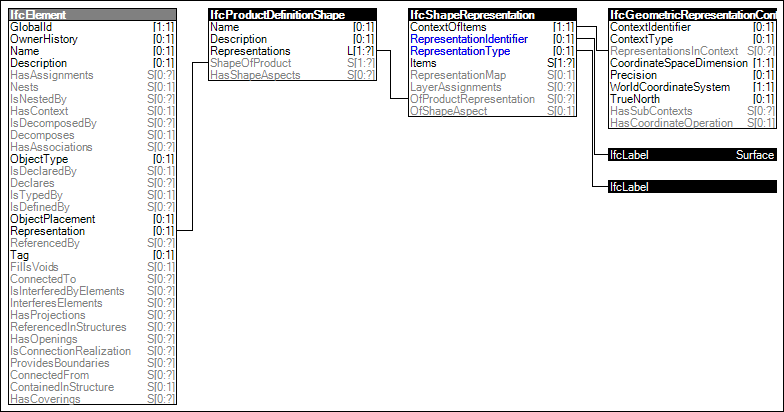 IfcElement
GlobalId [1:1]
OwnerHistory [0:1]
Name [0:1]
Description [0:1]
HasAssignments S[0:?]
Nests S[0:1]
IsNestedBy S[0:?]
HasContext S[0:1]
IsDecomposedBy S[0:?]
Decomposes S[0:1]
HasAssociations S[0:?]
ObjectType [0:1]
IsDeclaredBy S[0:1]
Declares S[0:?]
IsTypedBy S[0:1]
IsDefinedBy S[0:?]
ObjectPlacement [0:1]
Representation [0:1]
ReferencedBy S[0:?]
Tag [0:1]
FillsVoids S[0:1]
ConnectedTo S[0:?]
IsInterferedByElements S[0:?]
InterferesElements S[0:?]
HasProjections S[0:?]
ReferencedInStructures S[0:?]
HasOpenings S[0:?]
IsConnectionRealization S[0:?]
ProvidesBoundaries S[0:?]
ConnectedFrom S[0:?]
ContainedInStructure S[0:1]
HasCoverings S[0:?]
IfcProductDefinitionShape
Name [0:1]
Description [0:1]
Representations L[1:?]
ShapeOfProduct S[1:?]
HasShapeAspects S[0:?]
IfcShapeRepresentation
ContextOfItems [1:1]
RepresentationIdentifier [0:1]
RepresentationType [0:1]
Items S[1:?]
RepresentationMap S[0:1]
LayerAssignments S[0:?]
OfProductRepresentation S[0:?]
OfShapeAspect S[0:1]
IfcGeometricRepresentationCon
ContextIdentifier [0:1]
ContextType [0:1]
RepresentationsInContext S[0:?]
CoordinateSpaceDimension [1:1]
Precision [0:1]
WorldCoordinateSystem [1:1]
TrueNorth [0:1]
HasSubContexts S[0:?]
HasCoordinateOperation S[0:1]
IfcLabel Surface
IfcLabel